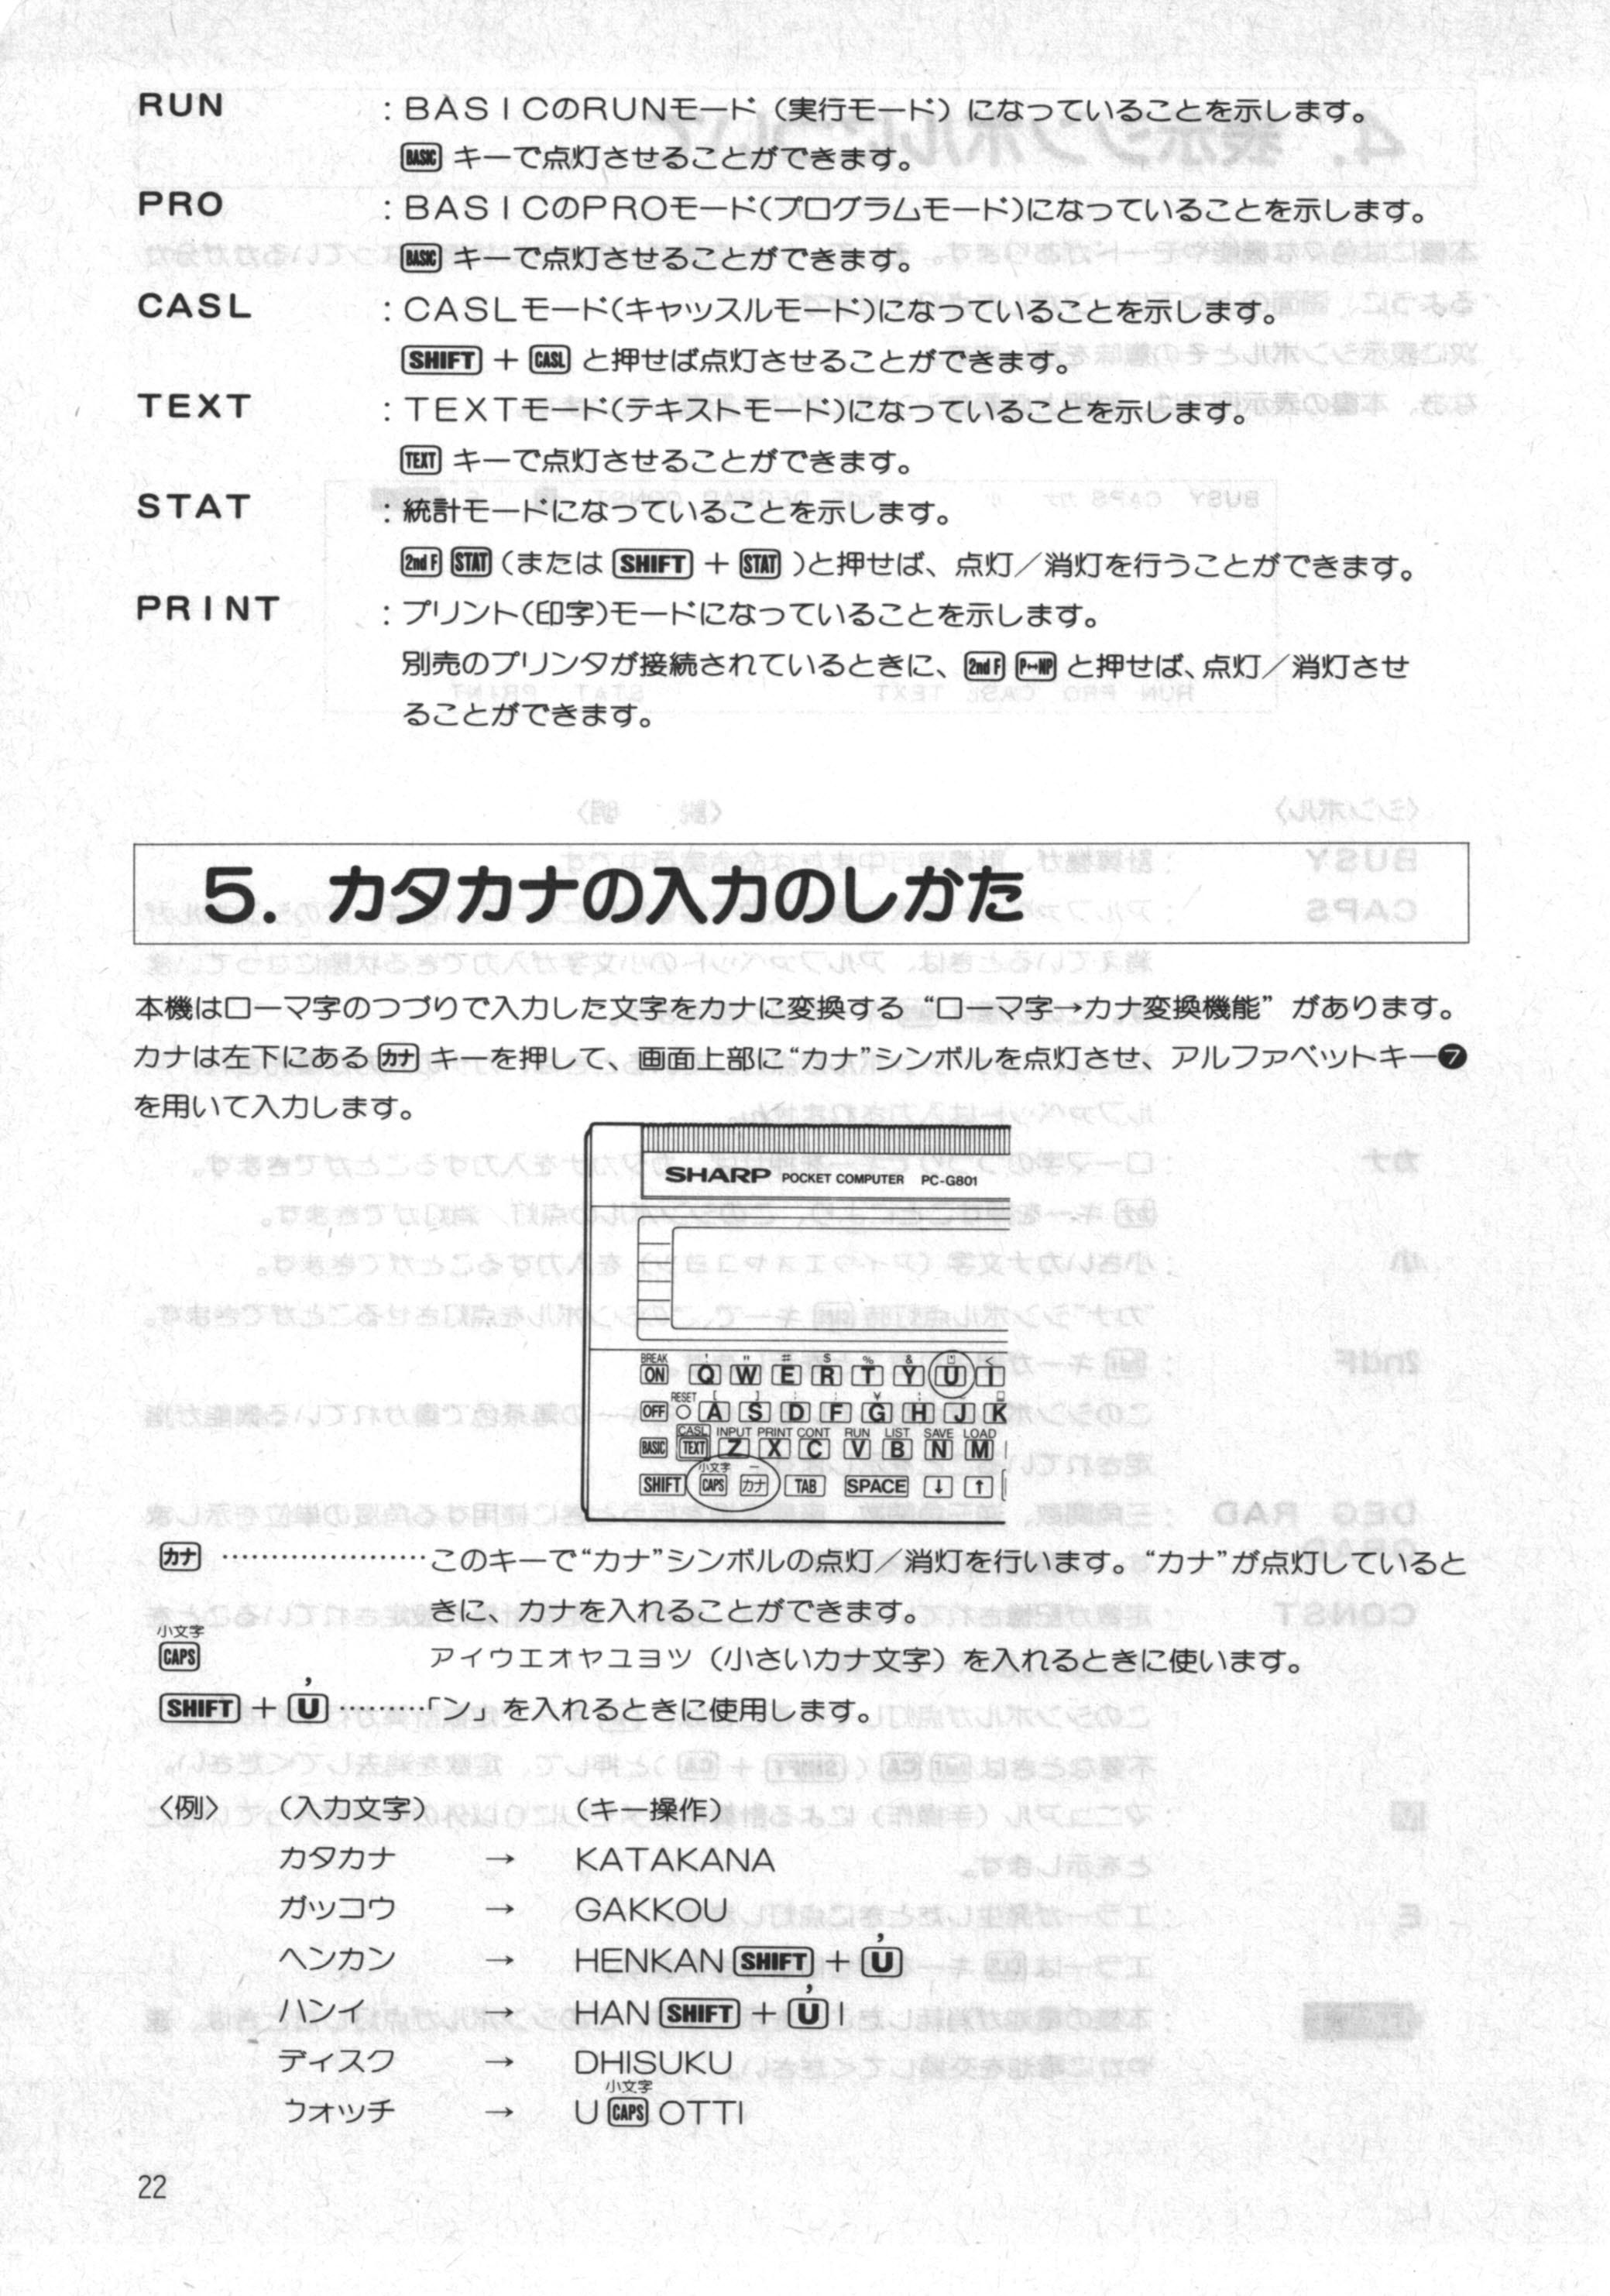 RUN : BASICのRUNモード（実行モード）になっていることを示します。
BASIC キーで点灯させることができます。
PRO : BASICのPROモード(プログラムモード)になっていることを示します。
BASIC キーで点灯させることができます。
CASL : CASLモード(キャッスルモード)になっていることを示します。
SHIFT ＋ CASL と押せば点灯させることができます。
TEXT : TEXTモード(テキストモード)になっていることを示します。
TEXT キーで点灯させることができます。
STAT : 統計モードになっていることを示します。
2nd F STAT (または SHIFT ＋ STAT )と押せば、点灯／消灯を行うことができます。
PRINT : プリント(印字)モードになっていることを示します。
別売のプリンタが接続されているときに、2nd F P↔NP と押せば、点灯／消灯させ
ることができます。
5．カタカナの入力のしかた
本機はローマ字のつづりで入力した文字をカナに変換する“ローマ字→カナ変換機能”があります。
カナは左下にある カナ キーを押して、画面上部に“カナ”シンボルを点灯させ、アルファベットキー❼
を用いて入力します。
SHARP POCKET COMPUTER PC-G801
BREAK ' " # $ % & <
ON Q W E R T Y U I
RESET [ ] ¥
OFF A S D F G H J K
CASL INPUT PRINT CONT RUN LIST SAVE LOAD
BASIC TEXT Z X C V B N M
小文字 ー
SHIFT CAPS カナ TAB SPACE ↓ ↑
カナ …………………このキーで“カナ”シンボルの点灯／消灯を行います。“カナ”が点灯していると
きに、カナを入れることができます。
小文字
CAPS ァィゥェォャュョッ（小さいカナ文字）を入れるときに使います。
，
SHIFT ＋ U ………「ン」を入れるときに使用します。
〈例〉 （入力文字） （キー操作）
カタカナ → KATAKANA
ガッコウ → GAKKOU
，
ヘンカン → HENKAN SHIFT ＋ U
，
ハンイ → HAN SHIFT ＋ U I
ディスク → DHISUKU
小文字
ウォッチ → U CAPS OTTI
22